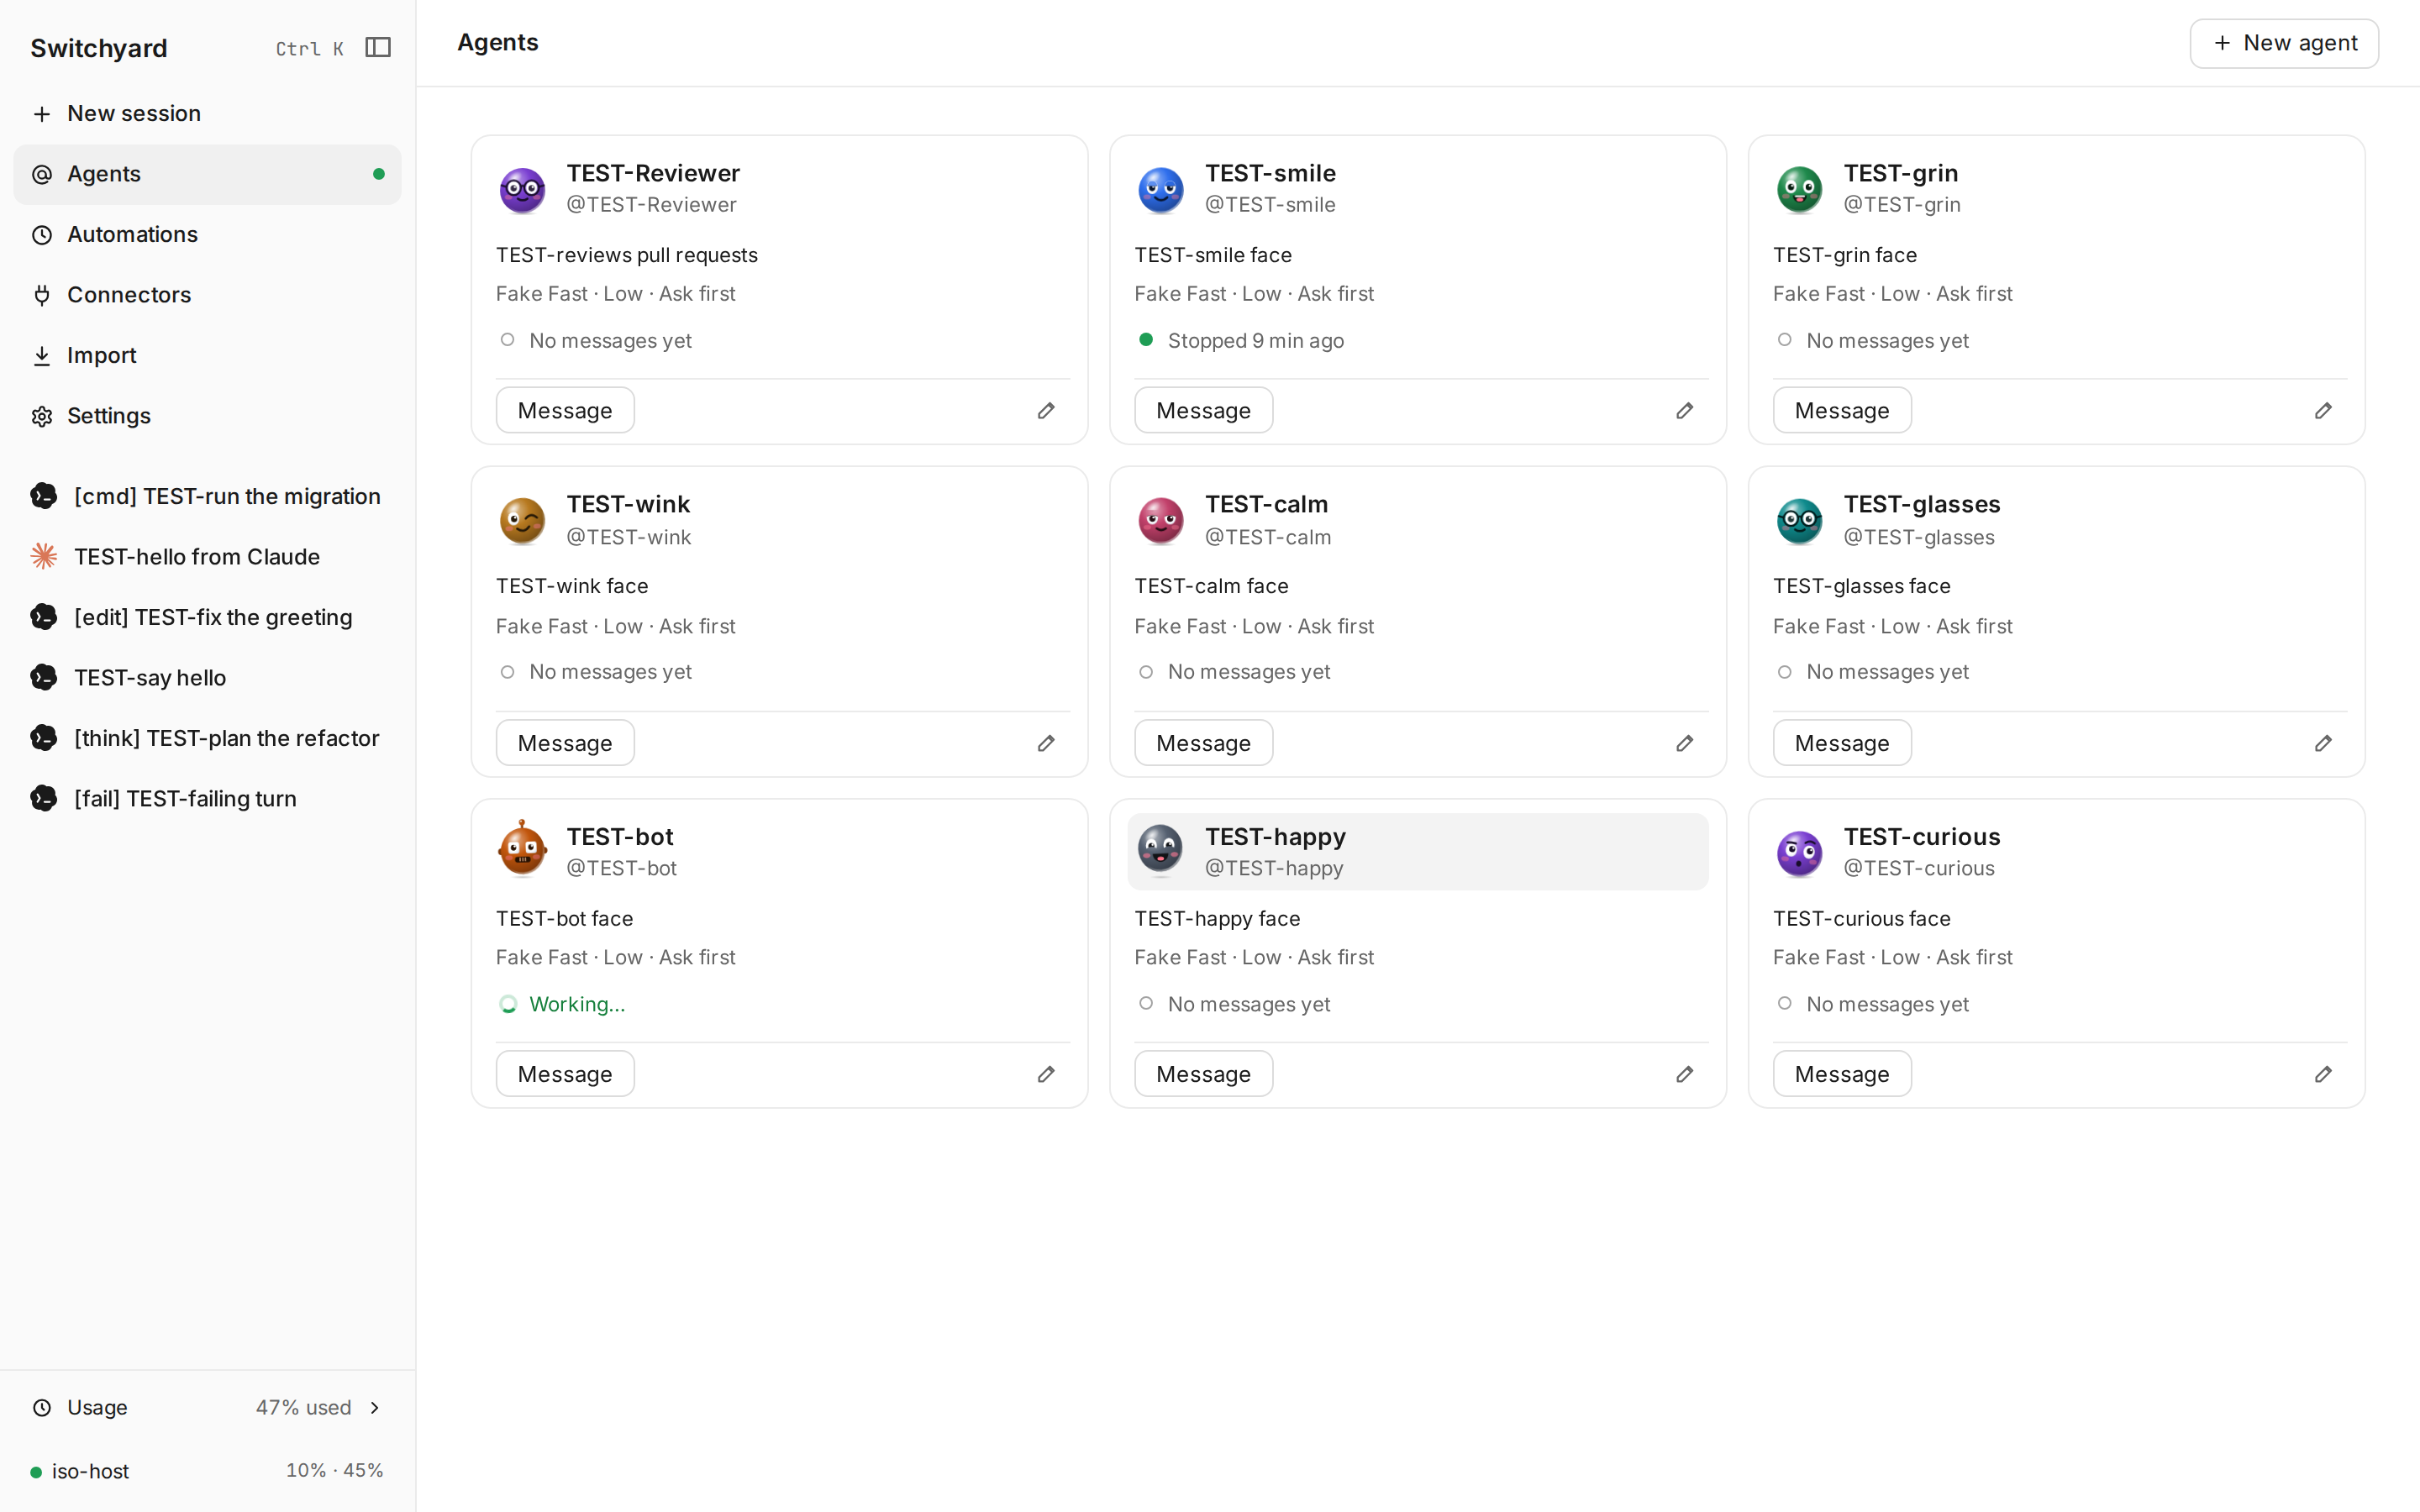 Switchyard
Ctrl K
New session
Agents
Automations
Connectors
Import
Settings
[cmd] TEST-run the migration
TEST-hello from Claude
[edit] TEST-fix the greeting
TEST-say hello
[think] TEST-plan the refactor
[fail] TEST-failing turn
Usage
47% used
iso-host
10% · 45%
Agents
New agent
TEST-Reviewer
@TEST-Reviewer
TEST-reviews pull requests
Fake Fast · Low · Ask first
No messages yet
Message
TEST-smile
@TEST-smile
TEST-smile face
Fake Fast · Low · Ask first
Stopped 9 min ago
Message
TEST-grin
@TEST-grin
TEST-grin face
Fake Fast · Low · Ask first
No messages yet
Message
TEST-wink
@TEST-wink
TEST-wink face
Fake Fast · Low · Ask first
No messages yet
Message
TEST-calm
@TEST-calm
TEST-calm face
Fake Fast · Low · Ask first
No messages yet
Message
TEST-glasses
@TEST-glasses
TEST-glasses face
Fake Fast · Low · Ask first
No messages yet
Message
TEST-bot
@TEST-bot
TEST-bot face
Fake Fast · Low · Ask first
Working...
Message
TEST-happy
@TEST-happy
TEST-happy face
Fake Fast · Low · Ask first
No messages yet
Message
TEST-curious
@TEST-curious
TEST-curious face
Fake Fast · Low · Ask first
No messages yet
Message